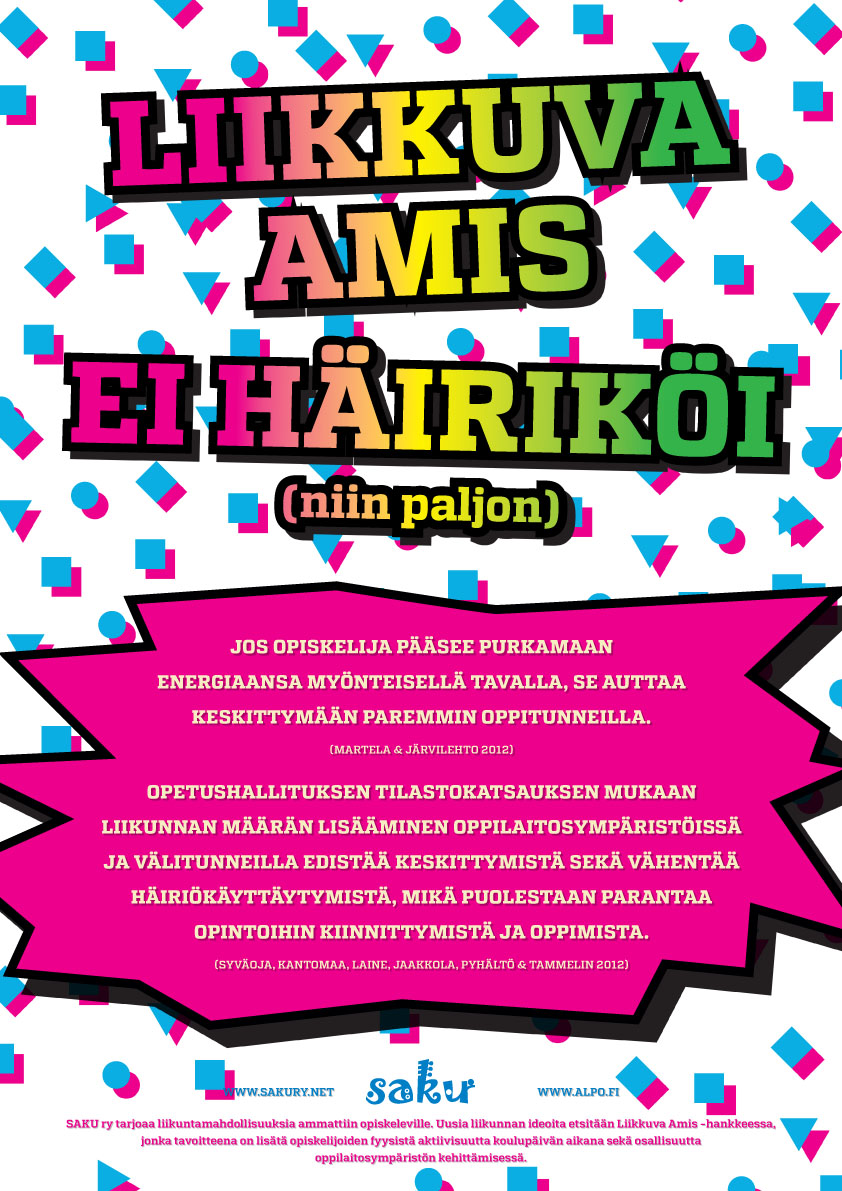 LIIKKUVA
AMIS
EI HÄIRIKÖI
(niin paljon)
JOS OPISKELIJA PÄÄSEE PURKAMAAN
ENERGIAANSA MYÖNTEISELLÄ TAVALLA, SE AUTTAA
KESKITTYMÄÄN PAREMMIN OPPITUNNEILLA.
(MARTELA & JÄRVILEHTO 2012)
OPETUSHALLITUKSEN TILASTOKATSAUKSEN MUKAAN
LIIKUNNAN MÄÄRÄN LISÄÄMINEN OPPILAITOSYMPÄRISTÖISSÄ
JA VÄLITUNNEILLA EDISTÄÄ KESKITTYMISTÄ SEKÄ VÄHENTÄÄ
HÄIRIÖKÄYTTÄYTYMISTÄ, MIKÄ PUOLESTAAN PARANTAA
OPINTOIHIN KIINNITTYMISTÄ JA OPPIMISTA.
(SYVÄOJA, KANTOMAA, LAINE, JAAKKOLA, PYHÄLTÖ & TAMMELIN 2012)
WWW.SAKURY.NET saku WWW.ALPO.FI
SAKU ry tarjoaa liikuntamahdollisuuksia ammattiin opiskeleville. Uusia liikunnan ideoita etsitään Liikkuva Amis -hankkeessa,
jonka tavoitteena on lisätä opiskelijoiden fyysistä aktiivisuutta koulupäivän aikana sekä osallisuutta
oppilaitosympäristön kehittämisessä.